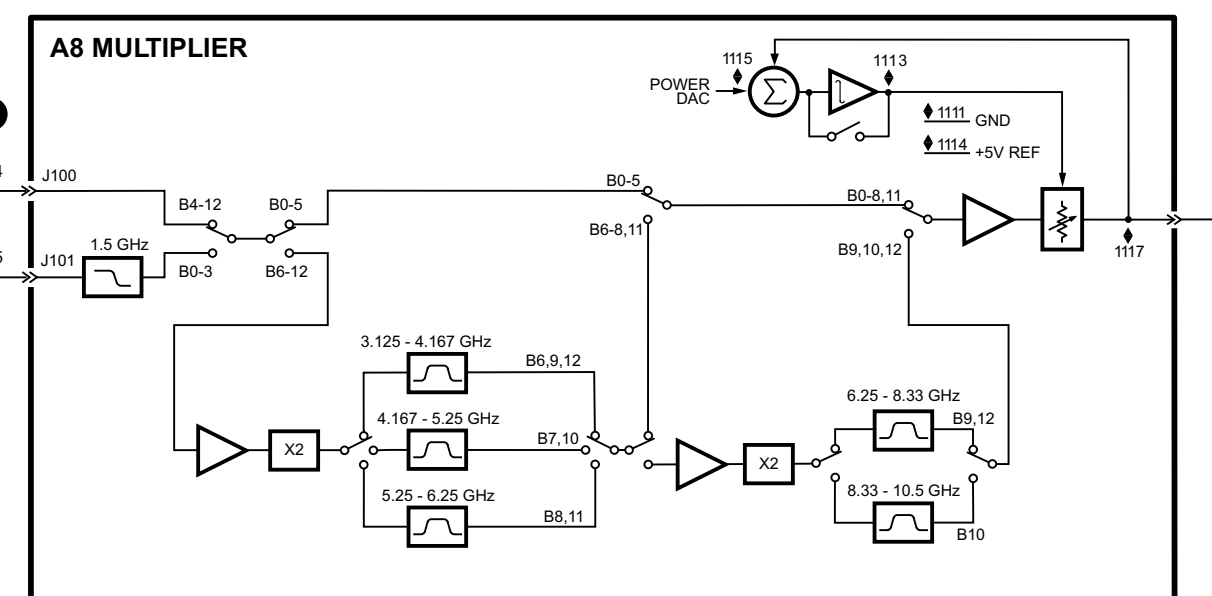 A8 MULTIPLIER
1115
1113
POWER
DAC
Σ
1111 GND
1114 +5V REF
J100
B4-12
B0-5
B0-5
B0-8,11
B6-8,11
B9,10,12
1117
J101
1.5 GHz
B0-3
B6-12
3.125 - 4.167 GHz
B6,9,12
4.167 - 5.25 GHz
B7,10
X2
5.25 - 6.25 GHz
B8,11
6.25 - 8.33 GHz
B9,12
X2
8.33 - 10.5 GHz
B10